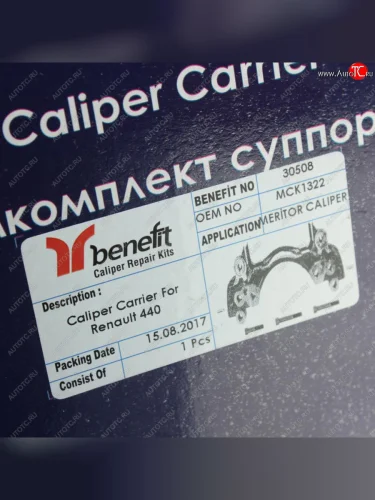 www.AutoTC.ru
Caliper Carrier
комплект суппор
benefit
Caliper Repair Kits
BENEFİT NO 30508
OEM NO MCK1322
APPLICATION MERITOR CALIPER
Description :
Caliper Carrier For
Renault 440
Packing Date 15.08.2017
Consist Of 1 Pcs